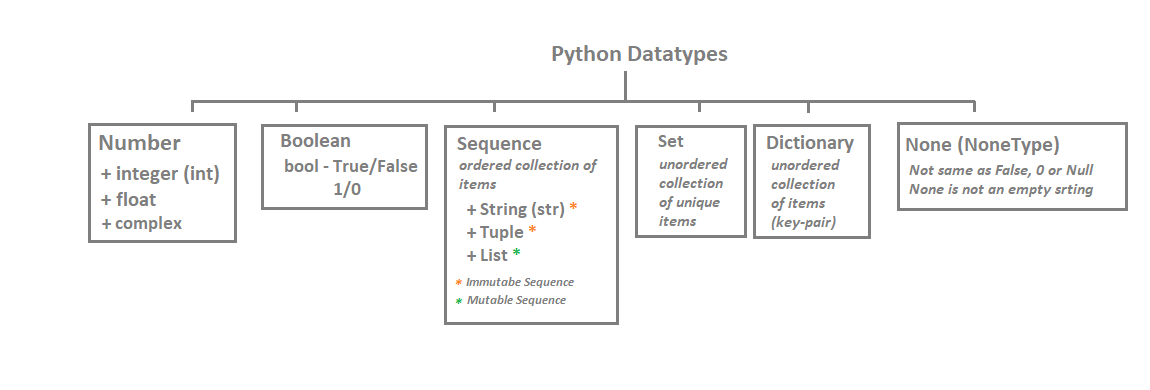 Python Datatypes
Number
+ integer (int)
+ float
+ complex
Boolean
bool - True/False
1/0
Sequence
ordered collection of
items
+ String (str) *
+ Tuple *
+ List *
* Immutabe Sequence
* Mutable Sequence
Set
unordered
collection
of unique
items
Dictionary
unordered
collection
of items
(key-pair)
None (NoneType)
Not same as False, 0 or Null
None is not an empty srting